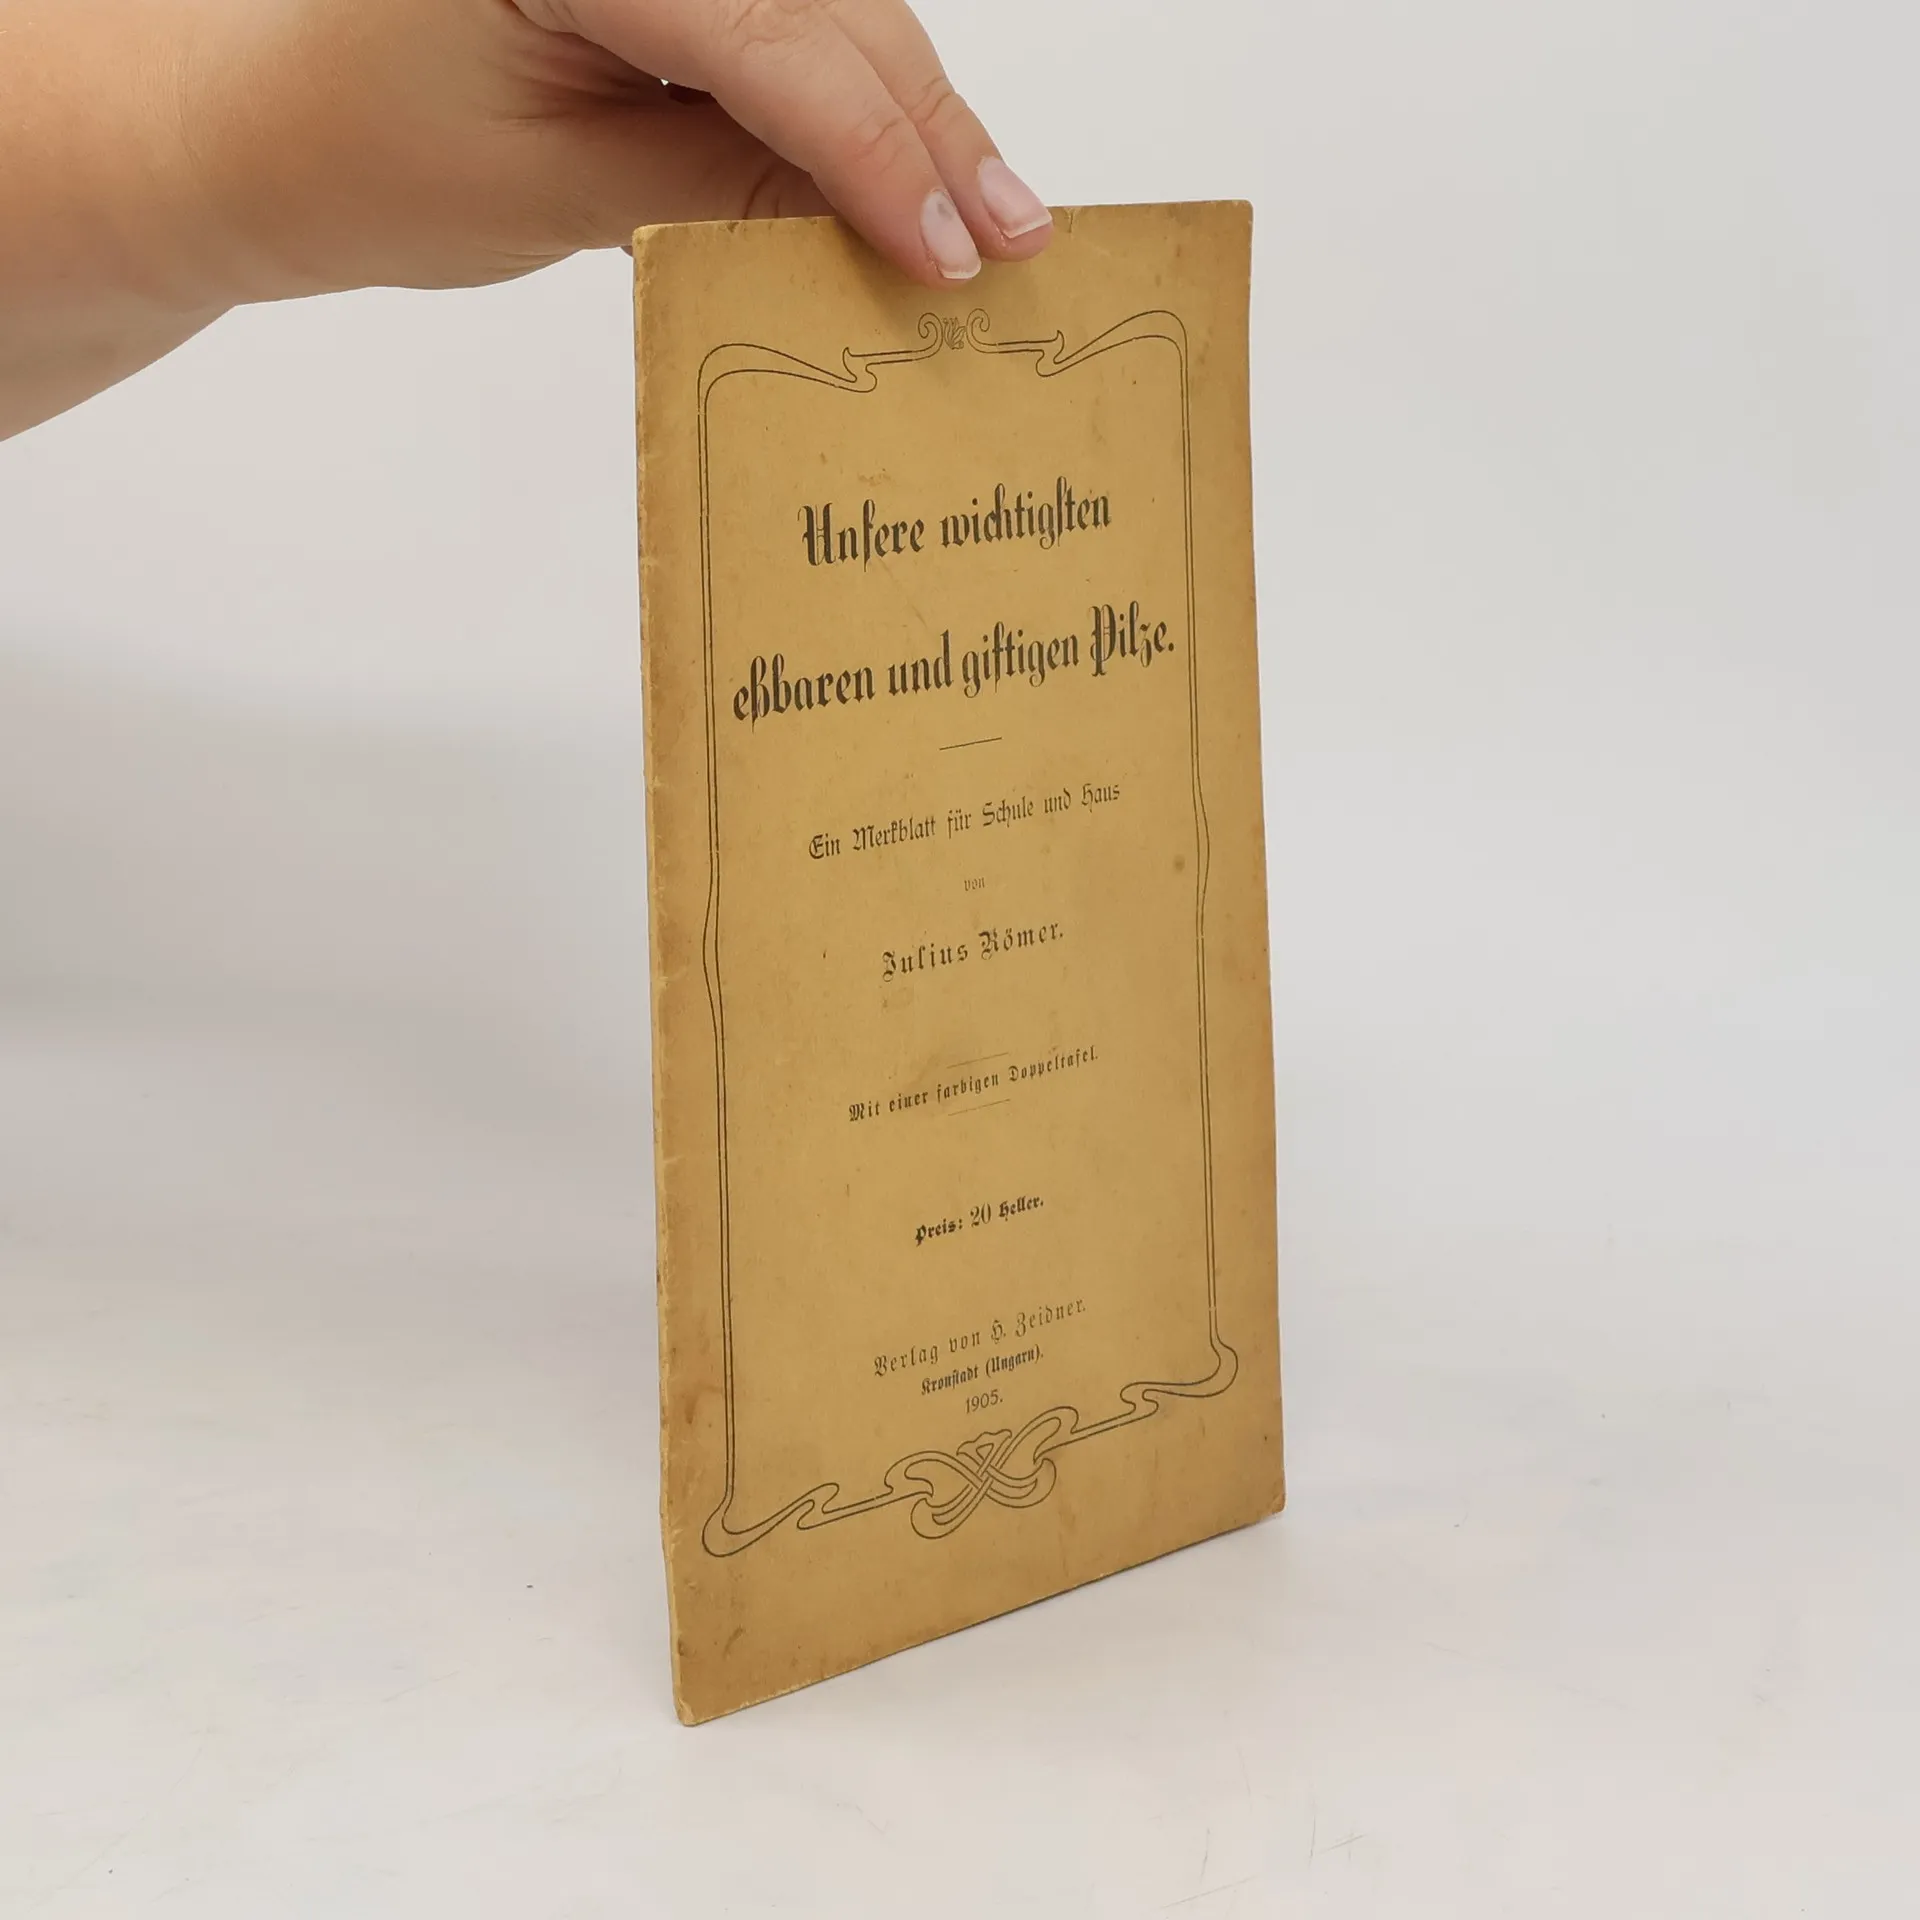 Unſere wichtigſten
eßbaren und giftigen Pilze.
Ein Merkblatt für Schule und Haus
von
Julius Römer.
Mit einer farbigen Doppeltafel.
Preis: 20 Heller.
Verlag von H. Zeidner.
Kronſtadt (Ungarn).
1905.